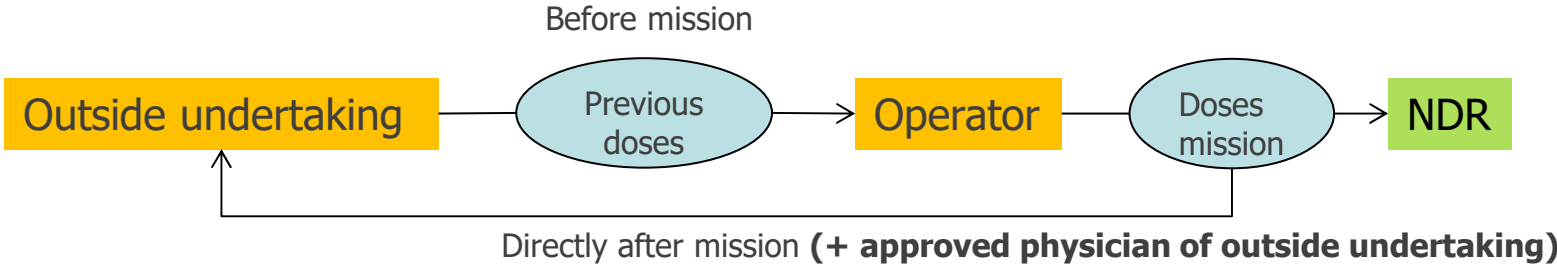 Before mission
Outside undertaking
Previous
doses
Operator
Doses
mission
NDR
Directly after mission (+ approved physician of outside undertaking)